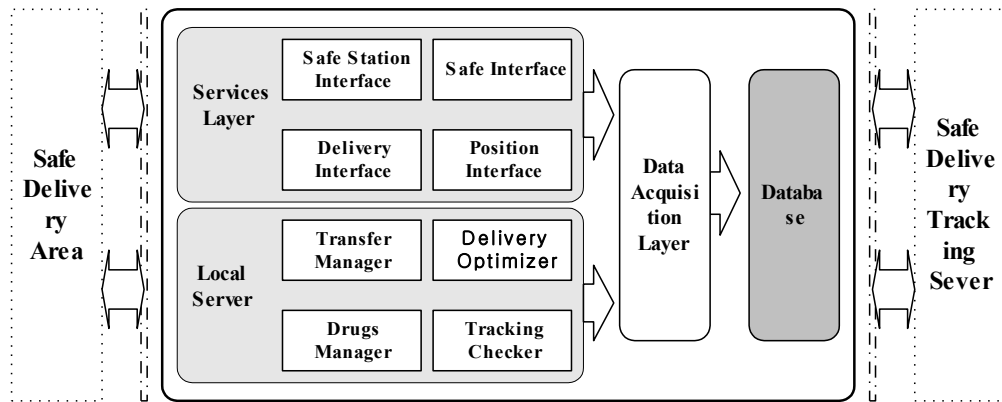 Safe
Delive
ry
Area
Services
Layer
Safe Station
Interface
Safe Interface
Delivery
Interface
Position
Interface
Local
Server
Transfer
Manager
Delivery
Optimizer
Drugs
Manager
Tracking
Checker
Data
Acquisi
tion
Layer
Databa
se
Safe
Delive
ry
Track
ing
Sever